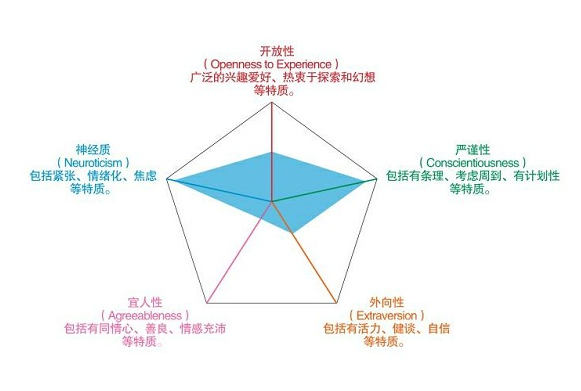 开放性
（Openness to Experience）
广泛的兴趣爱好、热衷于探索和幻想
等特质。
神经质
（Neuroticism）
包括紧张、情绪化、焦虑
等特质。
严谨性
（Conscientiousness）
包括有条理、考虑周到、有计划性
等特质。
宜人性
（Agreeableness）
包括有同情心、善良、情感充沛
等特质。
外向性
（Extraversion）
包括有活力、健谈、自信
等特质。